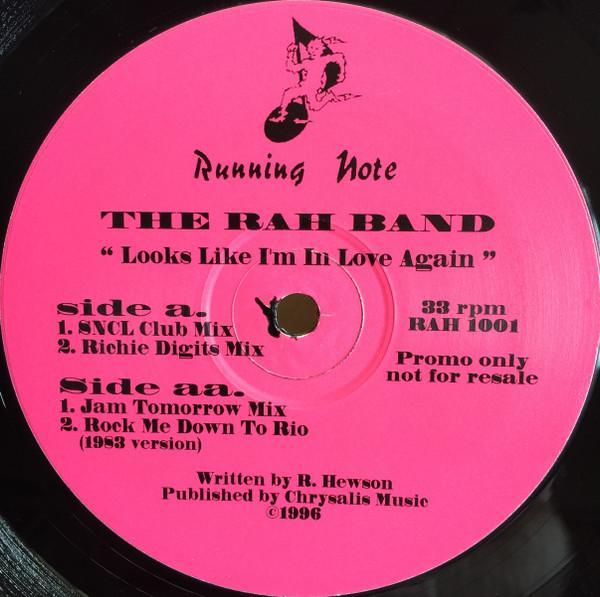 Running Note
THE RAH BAND
“ Looks Like I'm In Love Again ”
side a.
1. SNCL Club Mix
2. Richie Digits Mix
33 rpm
RAH 1001
Promo only
not for resale
Side aa.
1. Jam Tomorrow Mix
2. Rock Me Down To Rio
(1983 version)
Written by R. Hewson
Published by Chrysalis Music
©1996